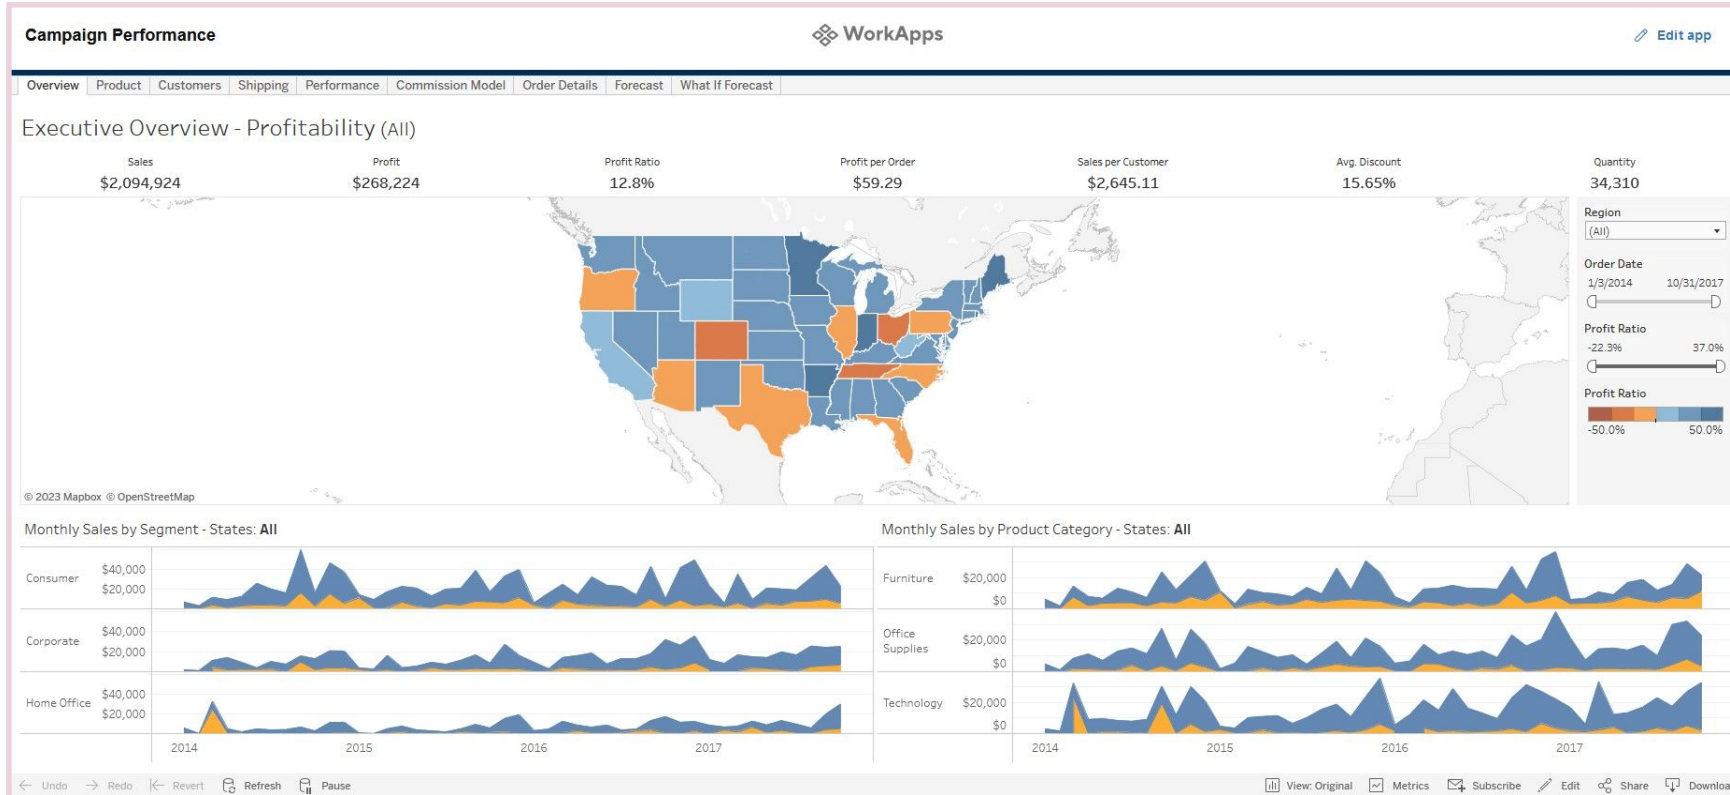 Campaign Performance
WorkApps
Edit app
Overview Product Customers Shipping Performance Commission Model Order Details Forecast What If Forecast
Executive Overview - Profitability (All)
Sales Profit Profit Ratio Profit per Order Sales per Customer Avg. Discount Quantity
$2,094,924 $268,224 12.8% $59.29 $2,645.11 15.65% 34,310
Region
(All)
Order Date
1/3/2014 10/31/2017
Profit Ratio
-22.3% 37.0%
Profit Ratio
-50.0% 50.0%
© 2023 Mapbox © OpenStreetMap
Monthly Sales by Segment - States: All
Consumer
$40,000
$20,000
Corporate
$40,000
$20,000
Home Office
$40,000
$20,000
2014 2015 2016 2017
Monthly Sales by Product Category - States: All
Furniture
$20,000
$0
Office
Supplies
$20,000
$0
Technology
$20,000
$0
2014 2015 2016 2017
Undo Redo Revert Refresh Pause View: Original Metrics Subscribe Edit Share Downloa